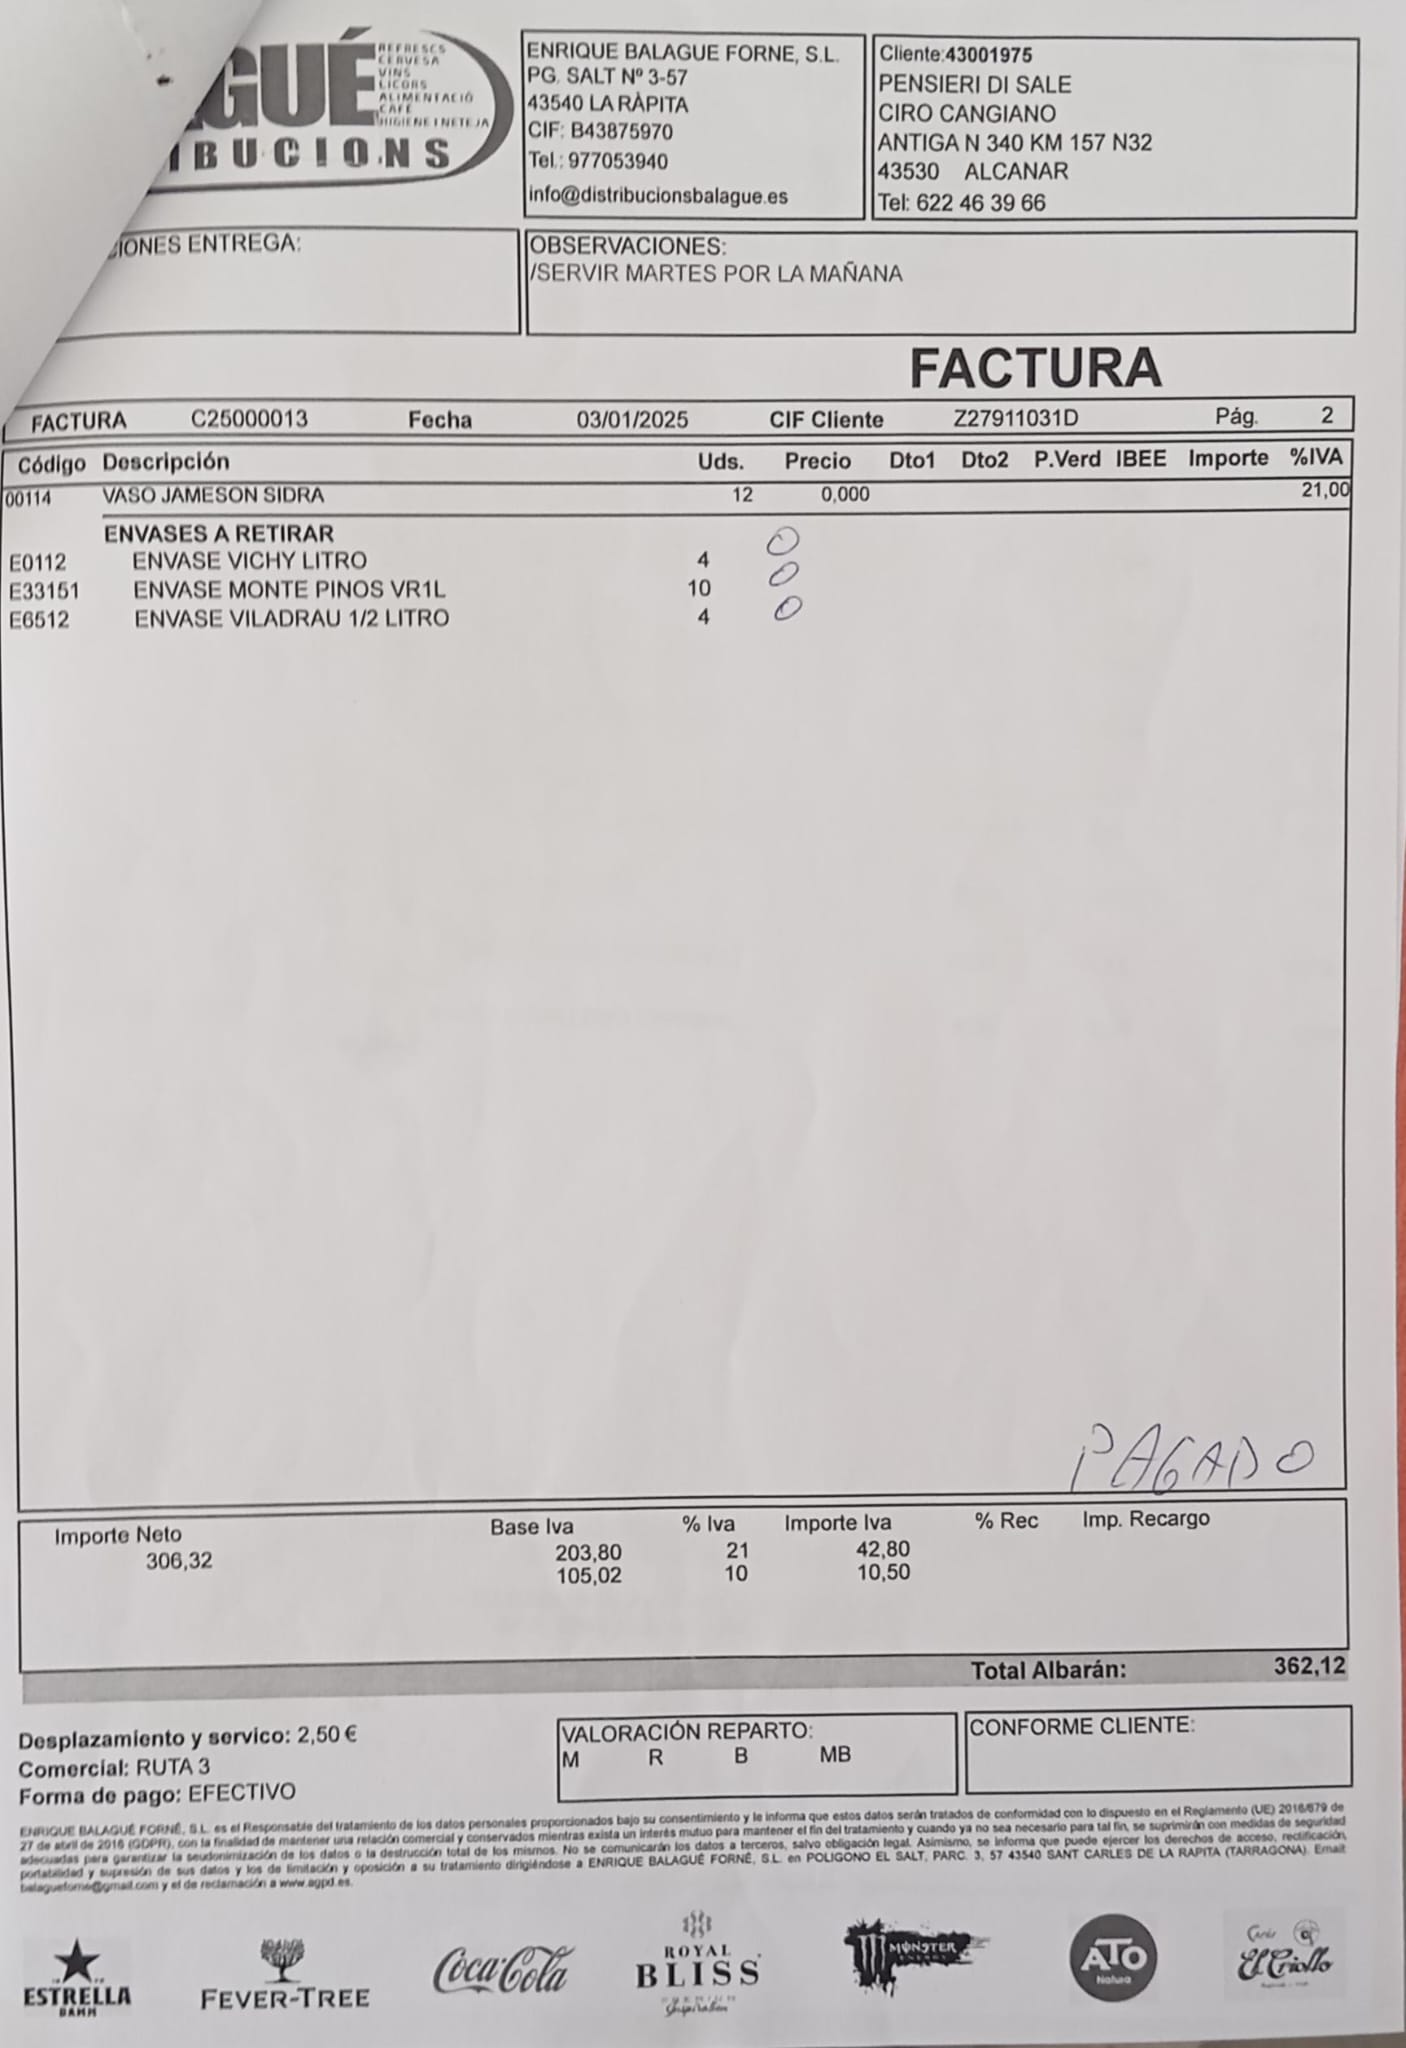 GUÉ
REFRESCS
CERVESA
VINS
LICORS
ALIMENTACIÓ
CAFÈ
HIGIENE I NETEJA
IBUCIONS
ENRIQUE BALAGUE FORNE, S.L.
PG. SALT Nº 3-57
43540 LA RÀPITA
CIF: B43875970
Tel.: 977053940
info@distribucionsbalague.es
Cliente:43001975
PENSIERI DI SALE
CIRO CANGIANO
ANTIGA N 340 KM 157 N32
43530 ALCANAR
Tel: 622 46 39 66
CIONES ENTREGA:
OBSERVACIONES:
/SERVIR MARTES POR LA MAÑANA
FACTURA
FACTURA C25000013 Fecha 03/01/2025 CIF Cliente Z27911031D Pág. 2
Código Descripción Uds. Precio Dto1 Dto2 P.Verd IBEE Importe %IVA
00114 VASO JAMESON SIDRA 12 0,000 21,00
ENVASES A RETIRAR
E0112 ENVASE VICHY LITRO 4 0
E33151 ENVASE MONTE PINOS VR1L 10 0
E6512 ENVASE VILADRAU 1/2 LITRO 4 0
PAGADO
Importe Neto Base Iva % Iva Importe Iva % Rec Imp. Recargo
306,32 203,80 21 42,80
105,02 10 10,50
Total Albarán: 362,12
Desplazamiento y servico: 2,50 €
Comercial: RUTA 3
Forma de pago: EFECTIVO
VALORACIÓN REPARTO:
M R B MB
CONFORME CLIENTE:
ENRIQUE BALAGUÉ FORNÉ, S.L. es el Responsable del tratamiento de los datos personales proporcionados bajo su consentimiento y le informa que estos datos serán tratados de conformidad con lo dispuesto en el Reglamento (UE) 2016/679 de
27 de abril de 2016 (GDPR), con la finalidad de mantener una relación comercial y conservados mientras exista un interés mutuo para mantener el fin del tratamiento y cuando ya no sea necesario para tal fin, se suprimirán con medidas de seguridad
adecuadas para garantizar la seudonimización de los datos o la destrucción total de los mismos. No se comunicarán los datos a terceros, salvo obligación legal. Asimismo, se informa que puede ejercer los derechos de acceso, rectificación,
portabilidad y supresión de sus datos y los de limitación y oposición a su tratamiento dirigiéndose a ENRIQUE BALAGUÉ FORNÉ, S.L. en POLIGONO EL SALT, PARC. 3, 57 43540 SANT CARLES DE LA RAPITA (TARRAGONA). Email:
balagueforne@gmail.com y el de reclamación a www.agpd.es.
ESTRELLA
DAMM
FEVER-TREE
Coca-Cola
ROYAL
BLISS
Inspiration
MONSTER
ENERGY
ATO
Natura
Cafès
El Criollo